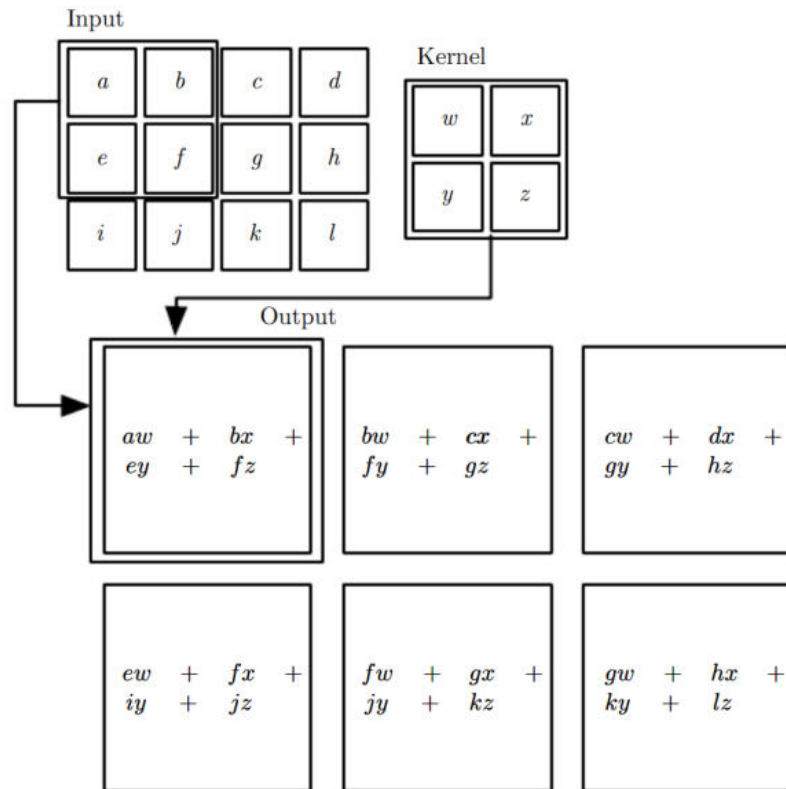 Input
a b c d
Kernel
e f g h
w x
i j k l
y z
Output
aw + bx +
ey + fz
bw + cx +
fy + gz
cw + dx +
gy + hz
ew + fx +
iy + jz
fw + gx +
jy + kz
gw + hx +
ky + lz